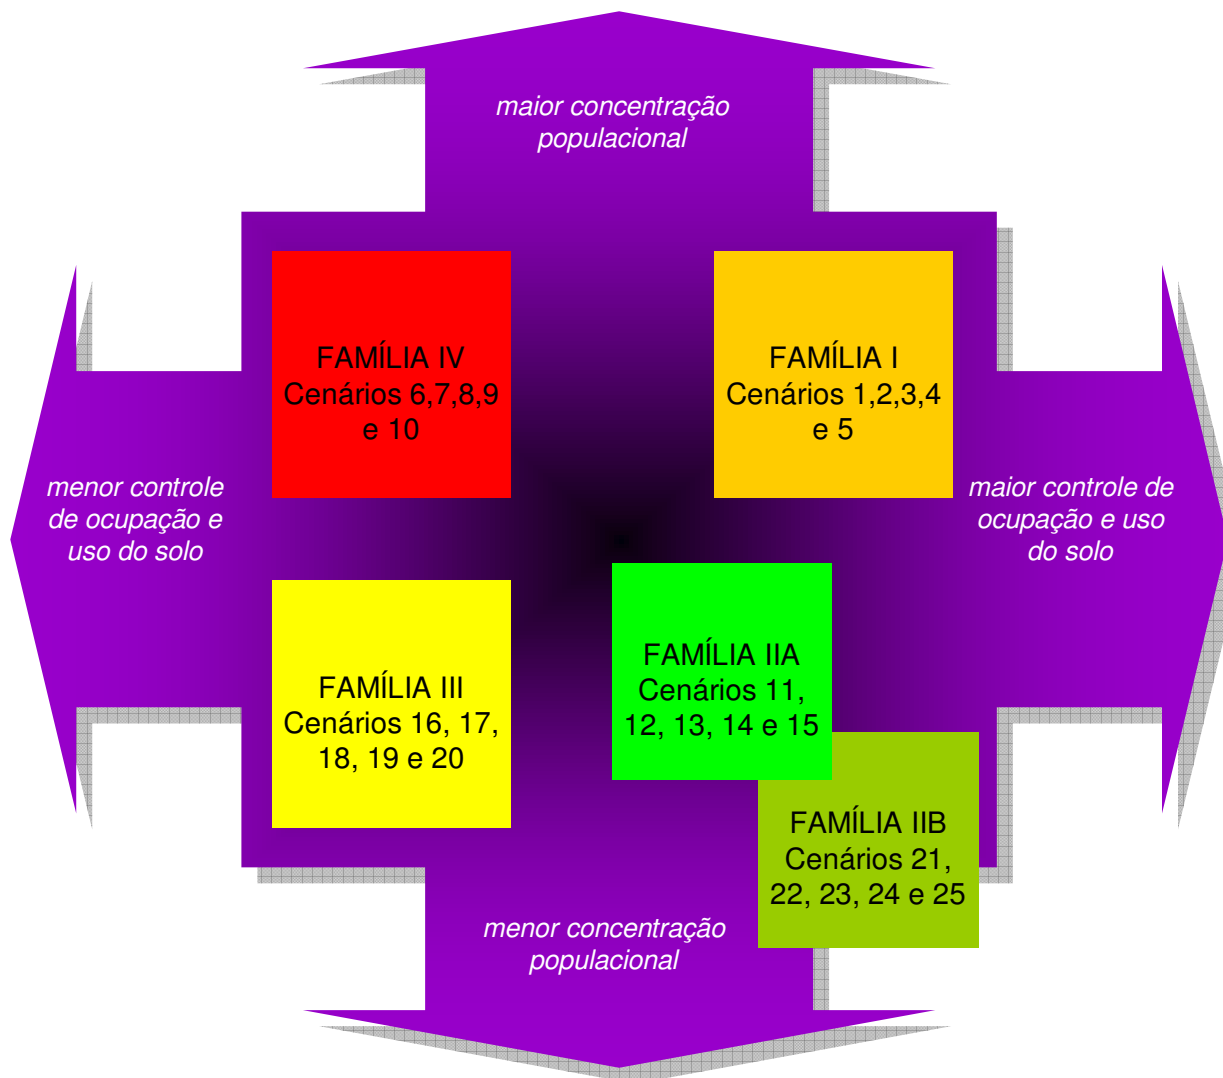 maior concentração
populacional
FAMÍLIA IV
Cenários 6,7,8,9
e 10
FAMÍLIA I
Cenários 1,2,3,4
e 5
menor controle
de ocupação e
uso do solo
maior controle de
ocupação e uso
do solo
FAMÍLIA III
Cenários 16, 17,
18, 19 e 20
FAMÍLIA IIA
Cenários 11,
12, 13, 14 e 15
FAMÍLIA IIB
Cenários 21,
22, 23, 24 e 25
menor concentração
populacional